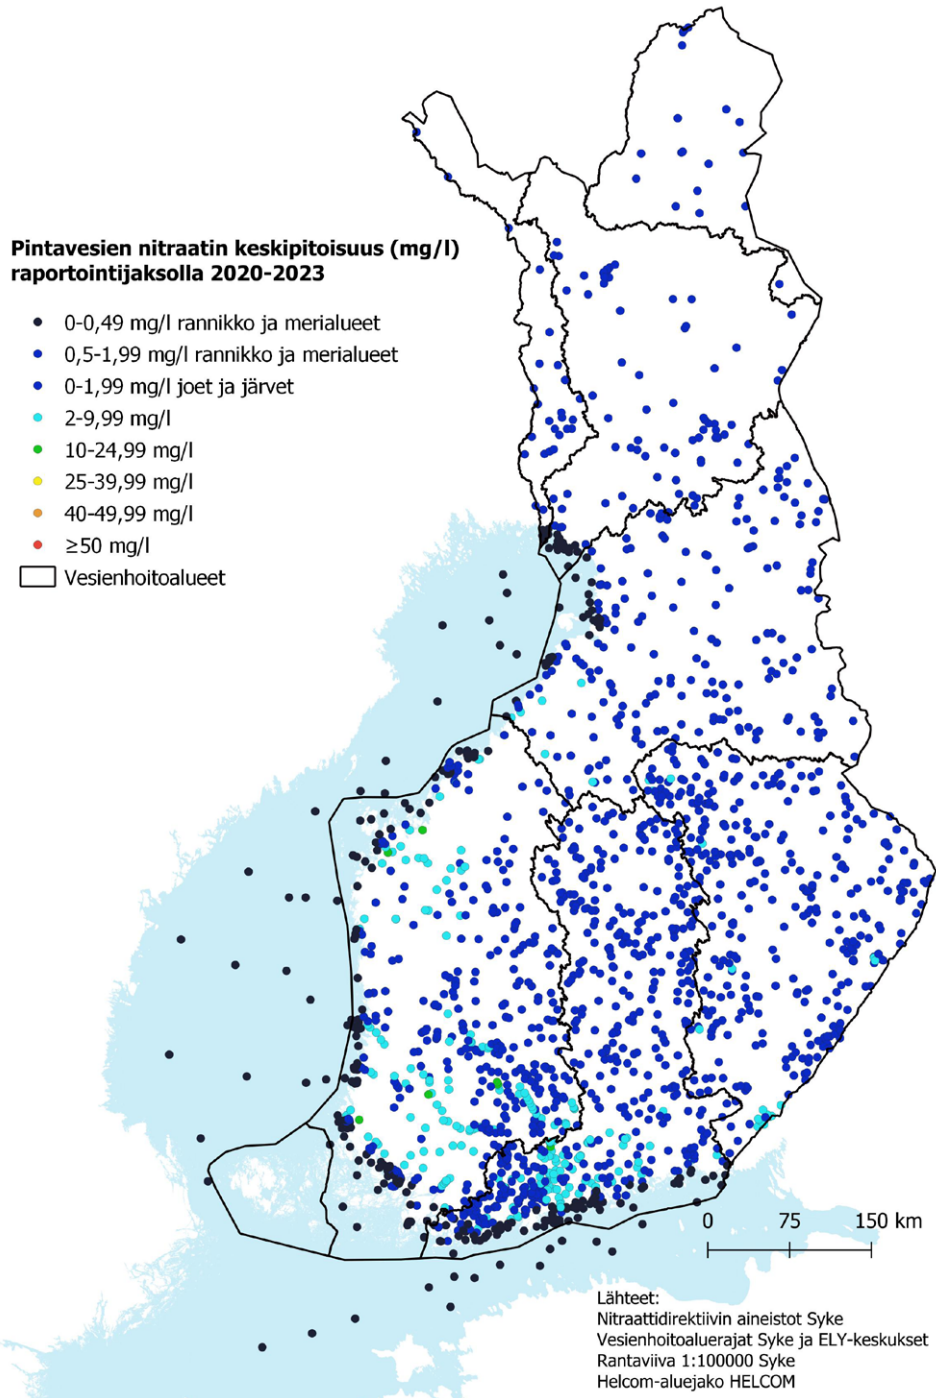 Pintavesien nitraatin keskipitoisuus (mg/l)
raportointijaksolla 2020-2023
0-0,49 mg/l rannikko ja merialueet
0,5-1,99 mg/l rannikko ja merialueet
0-1,99 mg/l joet ja järvet
2-9,99 mg/l
10-24,99 mg/l
25-39,99 mg/l
40-49,99 mg/l
≥50 mg/l
Vesienhoitoalueet
0 75 150 km
Lähteet:
Nitraattidirektiivin aineistot Syke
Vesienhoitoaluerajat Syke ja ELY-keskukset
Rantaviiva 1:100000 Syke
Helcom-aluejako HELCOM